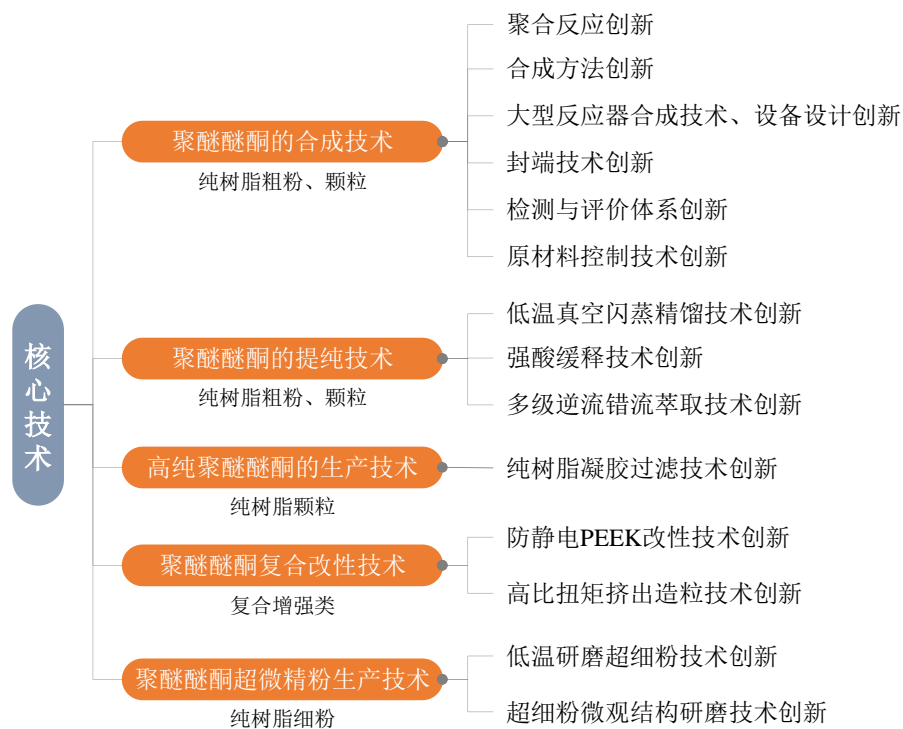 核心技术
聚醚醚酮的合成技术
纯树脂粗粉、颗粒
聚合反应创新
合成方法创新
大型反应器合成技术、设备设计创新
封端技术创新
检测与评价体系创新
原材料控制技术创新
聚醚醚酮的提纯技术
纯树脂粗粉、颗粒
低温真空闪蒸精馏技术创新
强酸缓释技术创新
多级逆流错流萃取技术创新
高纯聚醚醚酮的生产技术
纯树脂颗粒
纯树脂凝胶过滤技术创新
聚醚醚酮复合改性技术
复合增强类
防静电PEEK改性技术创新
高比扭矩挤出造粒技术创新
聚醚醚酮超微精粉生产技术
纯树脂细粉
低温研磨超细粉技术创新
超细粉微观结构研磨技术创新